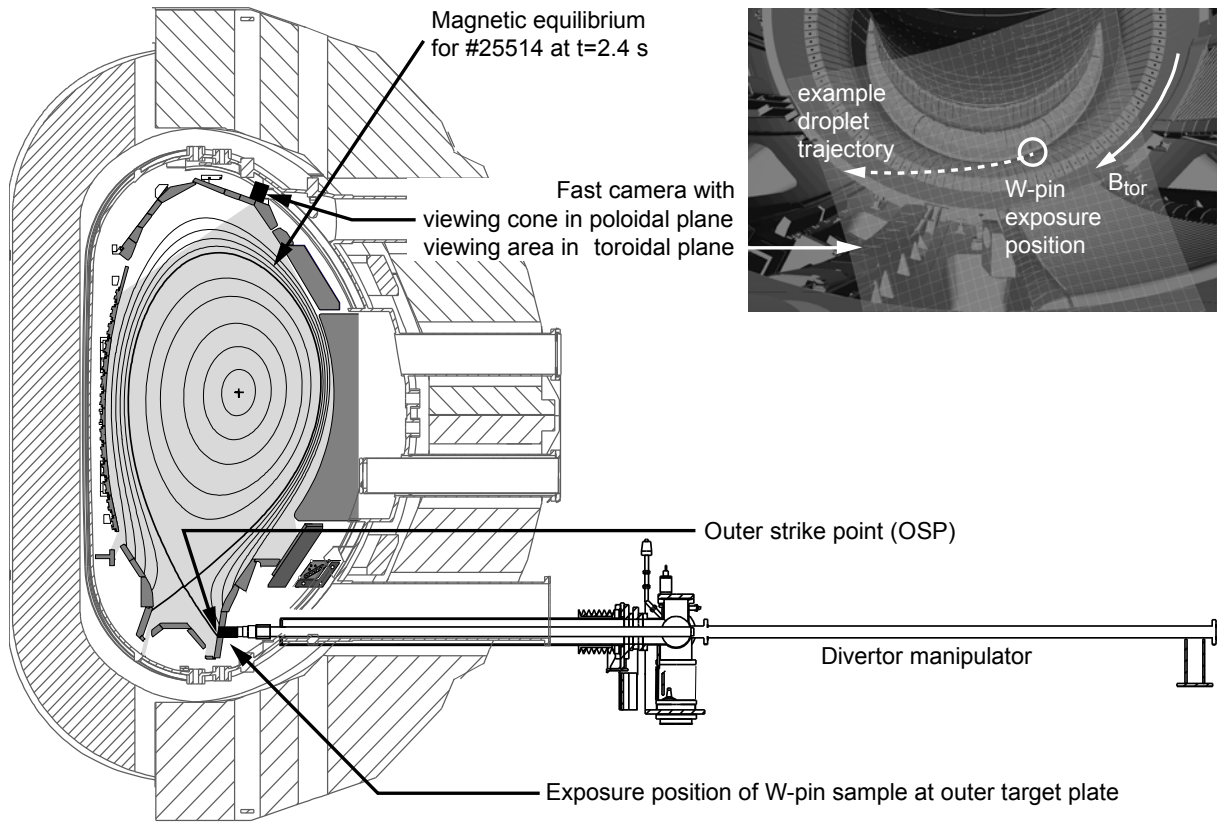 Magnetic equilibrium
for #25514 at t=2.4 s
example
droplet
trajectory
Btor
W-pin
exposure
position
Fast camera with
viewing cone in poloidal plane
viewing area in toroidal plane
Outer strike point (OSP)
Divertor manipulator
Exposure position of W-pin sample at outer target plate